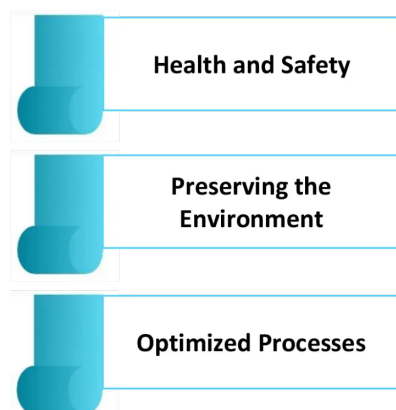 Health and Safety
Preserving the
Environment
Optimized Processes